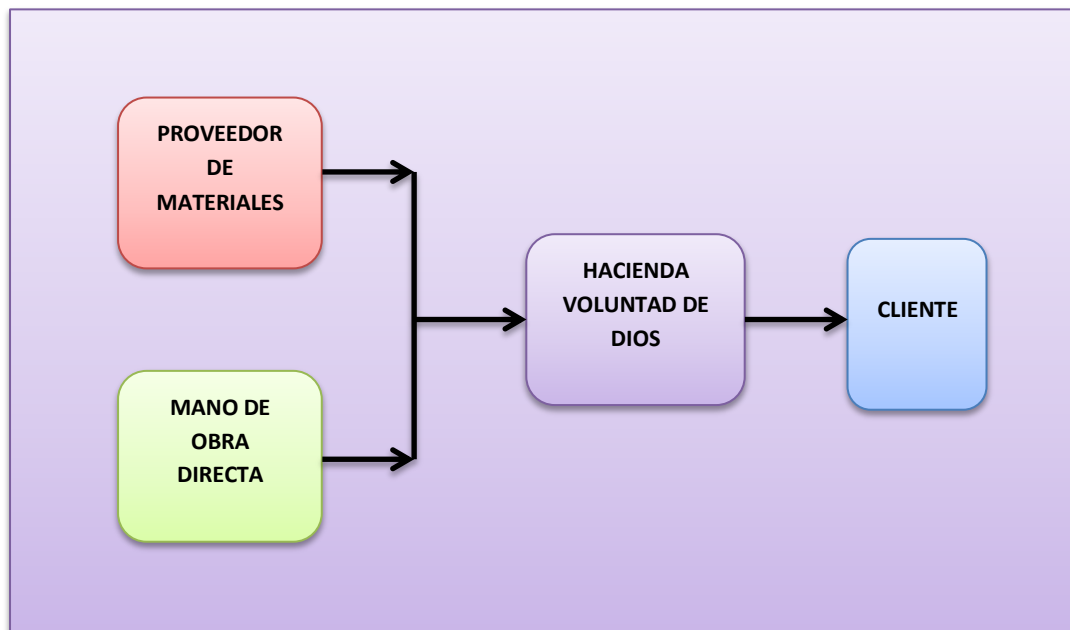 PROVEEDOR
DE
MATERIALES
MANO DE
OBRA
DIRECTA
HACIENDA
VOLUNTAD DE
DIOS
CLIENTE